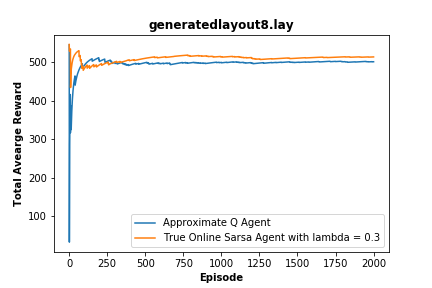 generatedlayout8.lay
Total Avearge Reward
500
400
300
200
100
0 250 500 750 1000 1250 1500 1750 2000
Episode
Approximate Q Agent
True Online Sarsa Agent with lambda = 0.3